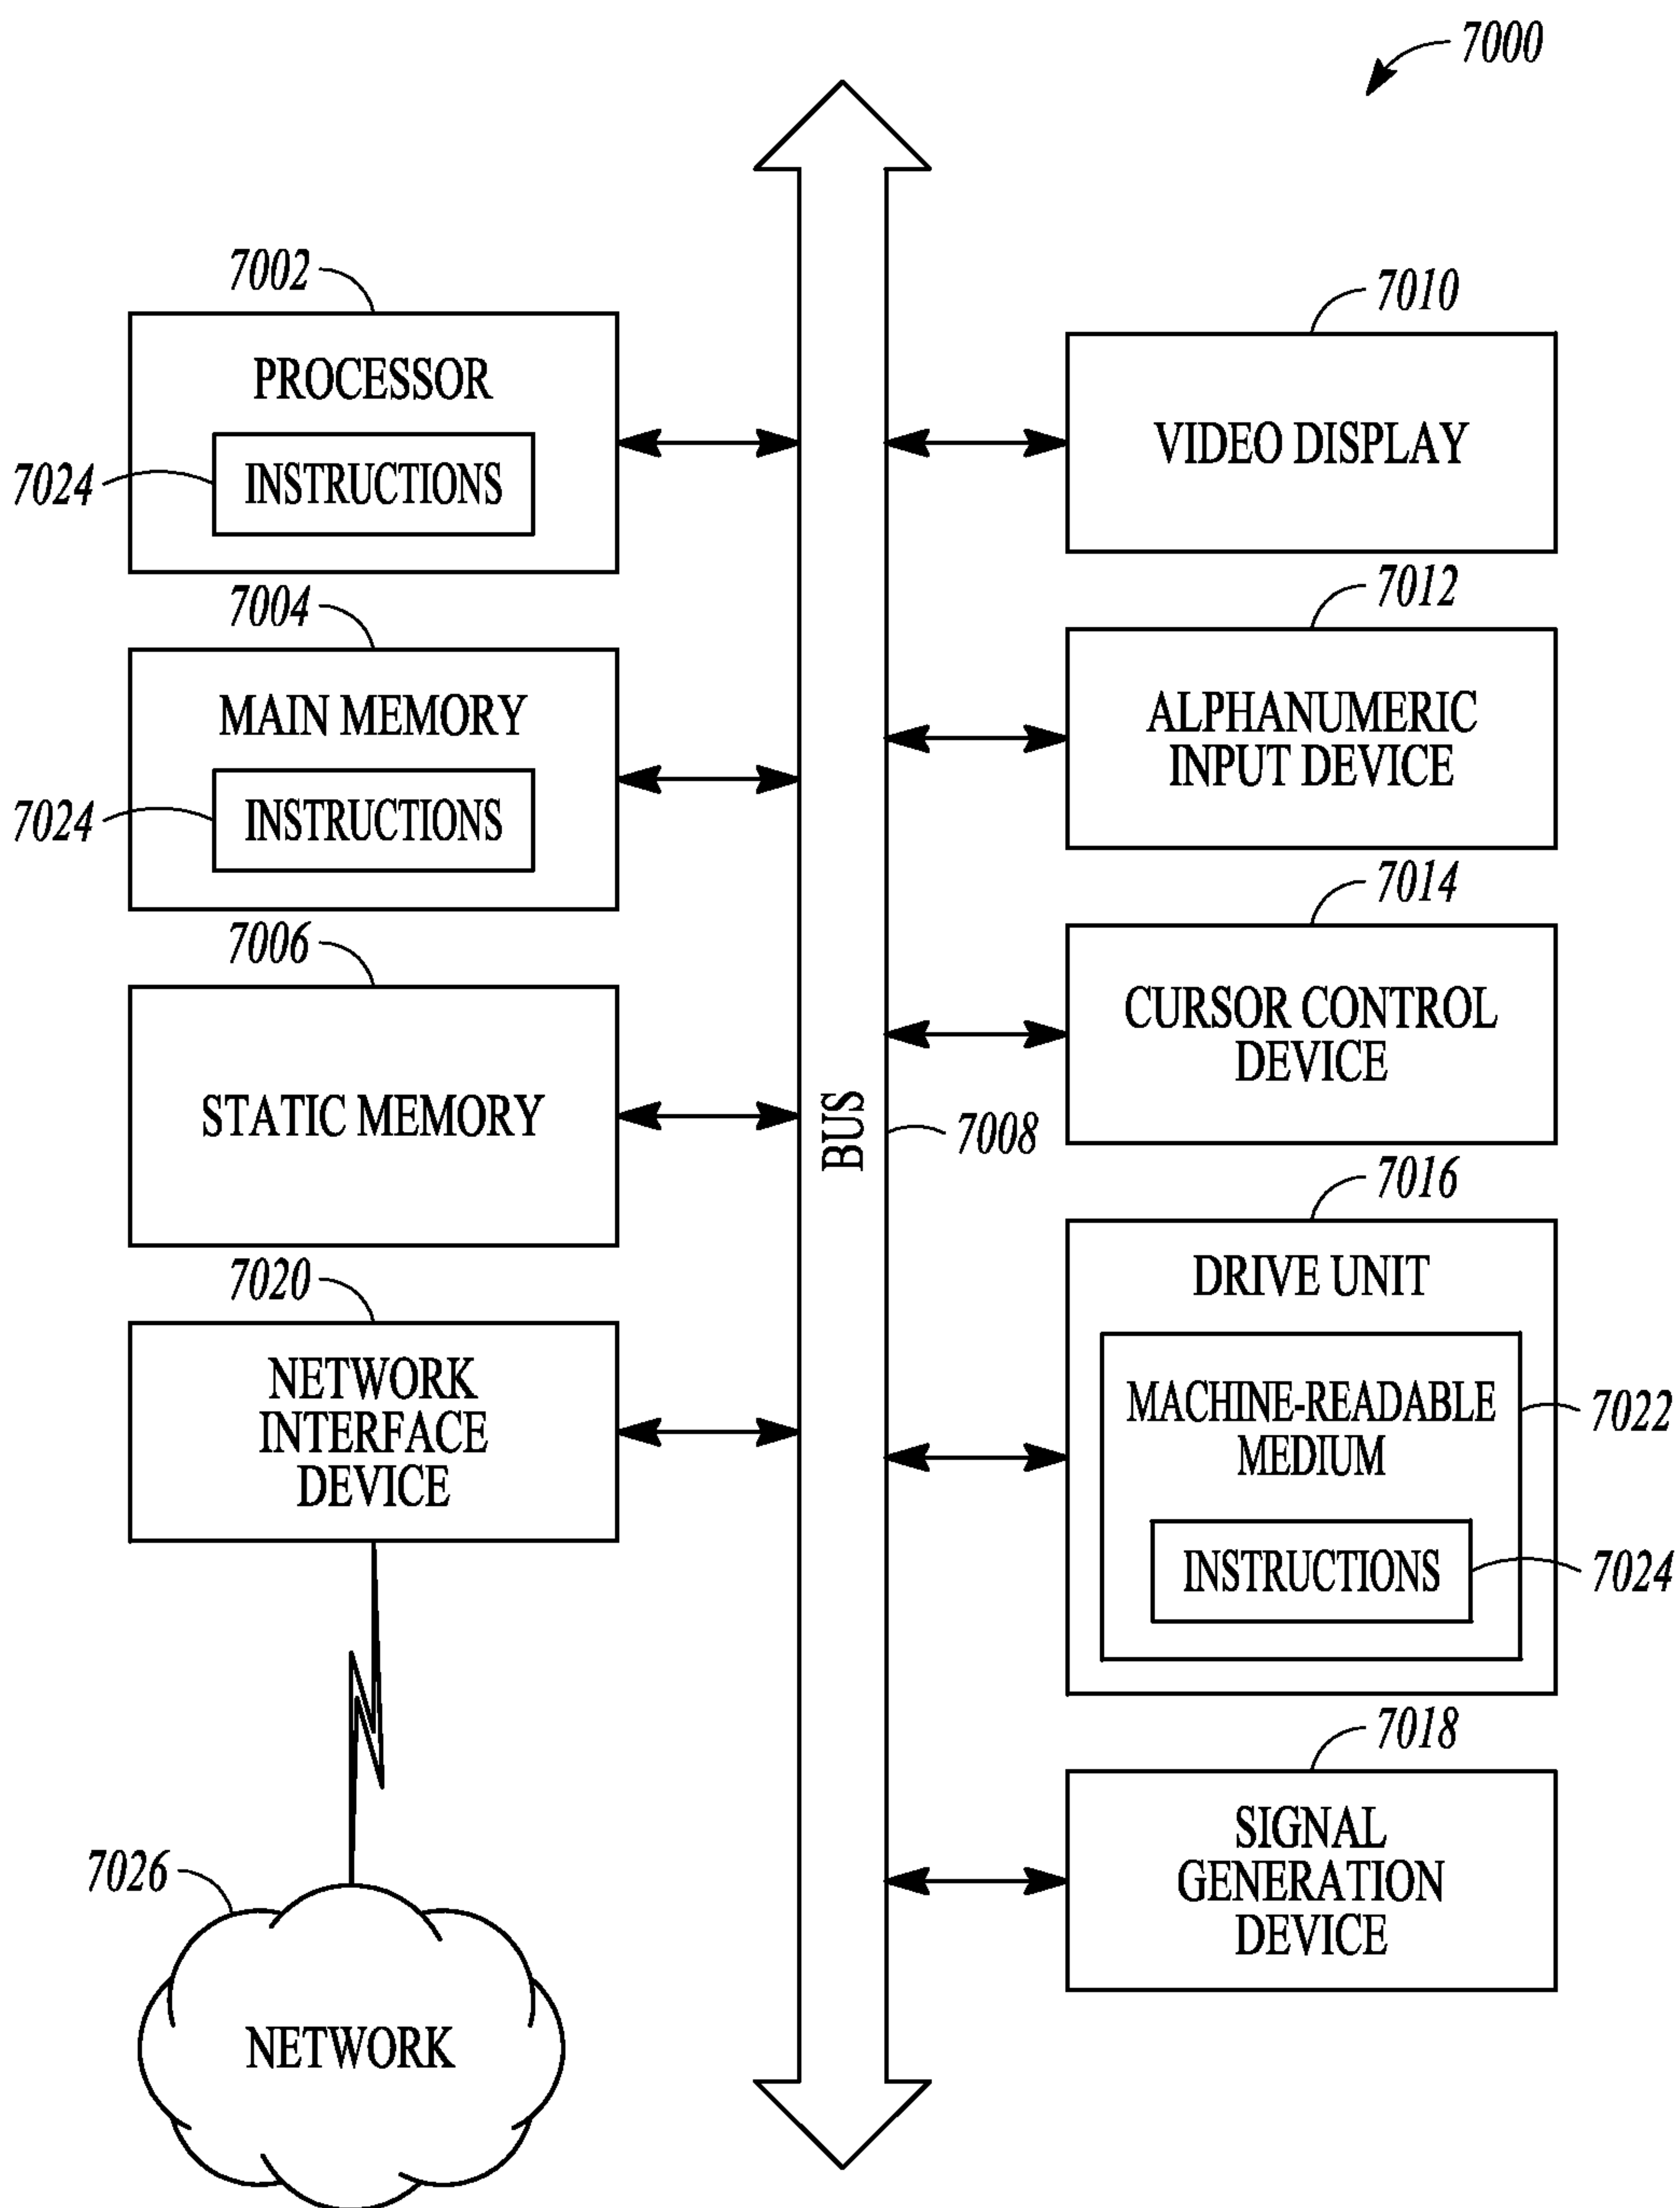 7000
7002
PROCESSOR
7024
INSTRUCTIONS
7004
MAIN MEMORY
7024
INSTRUCTIONS
7006
STATIC MEMORY
7020
NETWORK
INTERFACE
DEVICE
7026
NETWORK
BUS
7008
7010
VIDEO DISPLAY
7012
ALPHANUMERIC
INPUT DEVICE
7014
CURSOR CONTROL
DEVICE
7016
DRIVE UNIT
MACHINE-READABLE
MEDIUM
7022
INSTRUCTIONS
7024
7018
SIGNAL
GENERATION
DEVICE